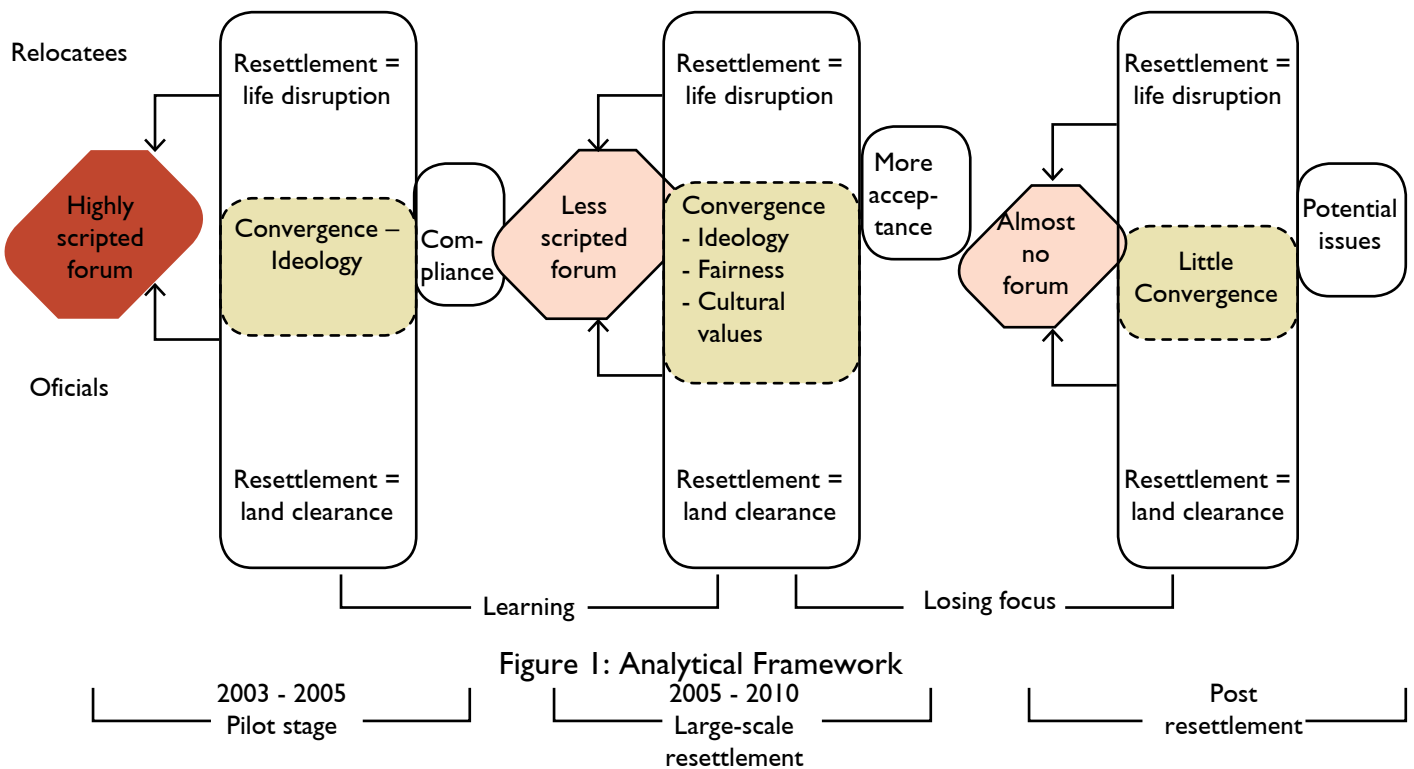 Relocatees
Resettlement =
life disruption
Highly
scripted
forum
Convergence –
Ideology
Com-
pliance
Oficials
Resettlement =
land clearance
Resettlement =
life disruption
Less
scripted
forum
Convergence
- Ideology
- Fairness
- Cultural
values
More
accep-
tance
Resettlement =
land clearance
Resettlement =
life disruption
Almost
no
forum
Little
Convergence
Potential
issues
Resettlement =
land clearance
Learning
Losing focus
Figure 1: Analytical Framework
2003 - 2005
Pilot stage
2005 - 2010
Large-scale
resettlement
Post
resettlement